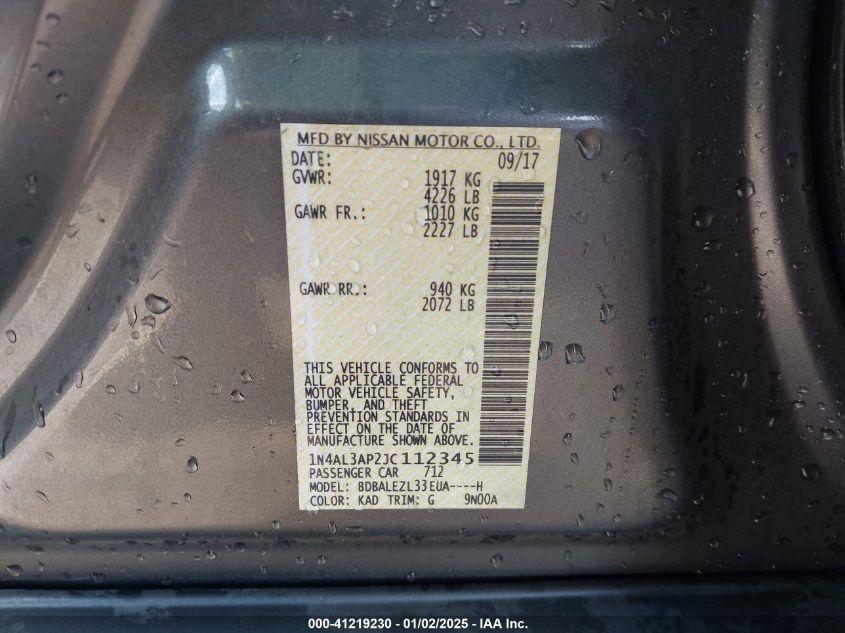 MFD BY NISSAN MOTOR CO., LTD.
DATE: 09/17
GVWR: 1917 KG
4226 LB
GAWR FR.: 1010 KG
2227 LB
GAWR RR.: 940 KG
2072 LB
THIS VEHICLE CONFORMS TO
ALL APPLICABLE FEDERAL
MOTOR VEHICLE SAFETY,
BUMPER, AND THEFT
PREVENTION STANDARDS IN
EFFECT ON THE DATE OF
MANUFACTURE SHOWN ABOVE.
1N4AL3AP2JC112345
PASSENGER CAR 712
MODEL: BDBALEZL33EUA----H
COLOR: KAD TRIM: G 9N00A
000-41219230 - 01/02/2025 - IAA Inc.